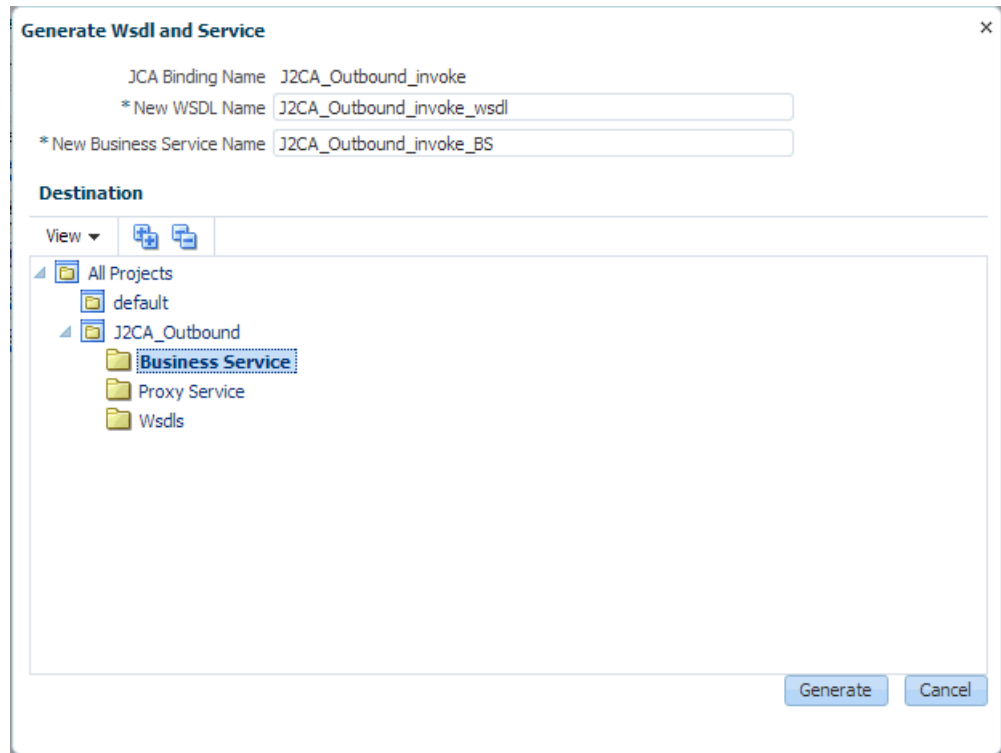 Generate Wsdl and Service
JCA Binding Name J2CA_Outbound_invoke
* New WSDL Name J2CA_Outbound_invoke_wsdl
* New Business Service Name J2CA_Outbound_invoke_BS
Destination
View
All Projects
default
J2CA_Outbound
Business Service
Proxy Service
Wsdls
Generate Cancel